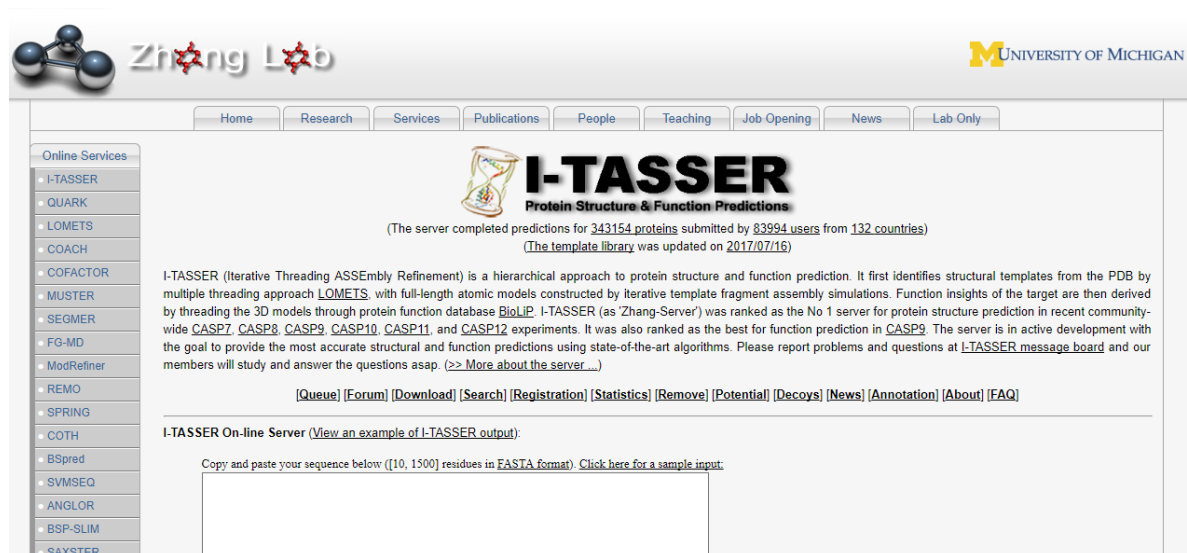 Zhang Lab
UNIVERSITY OF MICHIGAN
Home Research Services Publications People Teaching Job Opening News Lab Only
Online Services
I-TASSER
QUARK
LOMETS
COACH
COFACTOR
MUSTER
SEGMER
FG-MD
ModRefiner
REMO
SPRING
COTH
BSpred
SVMSEQ
ANGLOR
BSP-SLIM
SAXSTER
I-TASSER
Protein Structure & Function Predictions
(The server completed predictions for 343154 proteins submitted by 83994 users from 132 countries)
(The template library was updated on 2017/07/16)
I-TASSER (Iterative Threading ASSEmbly Refinement) is a hierarchical approach to protein structure and function prediction. It first identifies structural templates from the PDB by
multiple threading approach LOMETS, with full-length atomic models constructed by iterative template fragment assembly simulations. Function insights of the target are then derived
by threading the 3D models through protein function database BioLiP. I-TASSER (as 'Zhang-Server') was ranked as the No 1 server for protein structure prediction in recent community-
wide CASP7, CASP8, CASP9, CASP10, CASP11, and CASP12 experiments. It was also ranked as the best for function prediction in CASP9. The server is in active development with
the goal to provide the most accurate structural and function predictions using state-of-the-art algorithms. Please report problems and questions at I-TASSER message board and our
members will study and answer the questions asap. (>> More about the server ...)
[Queue] [Forum] [Download] [Search] [Registration] [Statistics] [Remove] [Potential] [Decoys] [News] [Annotation] [About] [FAQ]
I-TASSER On-line Server (View an example of I-TASSER output):
Copy and paste your sequence below ([10, 1500] residues in FASTA format). Click here for a sample input: